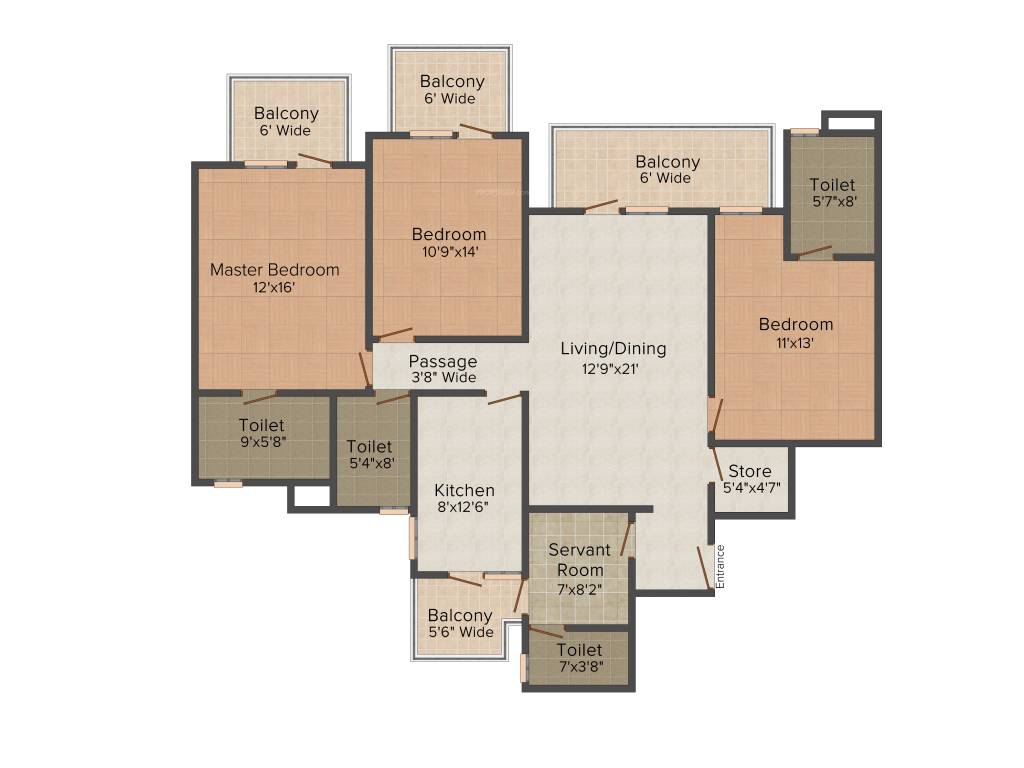 Balcony
6' Wide
Balcony
6' Wide
Balcony
6' Wide
Toilet
5'7"x8'
Bedroom
10'9"x14'
Master Bedroom
12'x16'
Bedroom
11'x13'
Living/Dining
12'9"x21'
Passage
3'8" Wide
Toilet
9'x5'8"
Toilet
5'4"x8'
Store
5'4"x4'7"
Kitchen
8'x12'6"
Servant
Room
7'x8'2"
Entrance
Balcony
5'6" Wide
Toilet
7'x3'8"